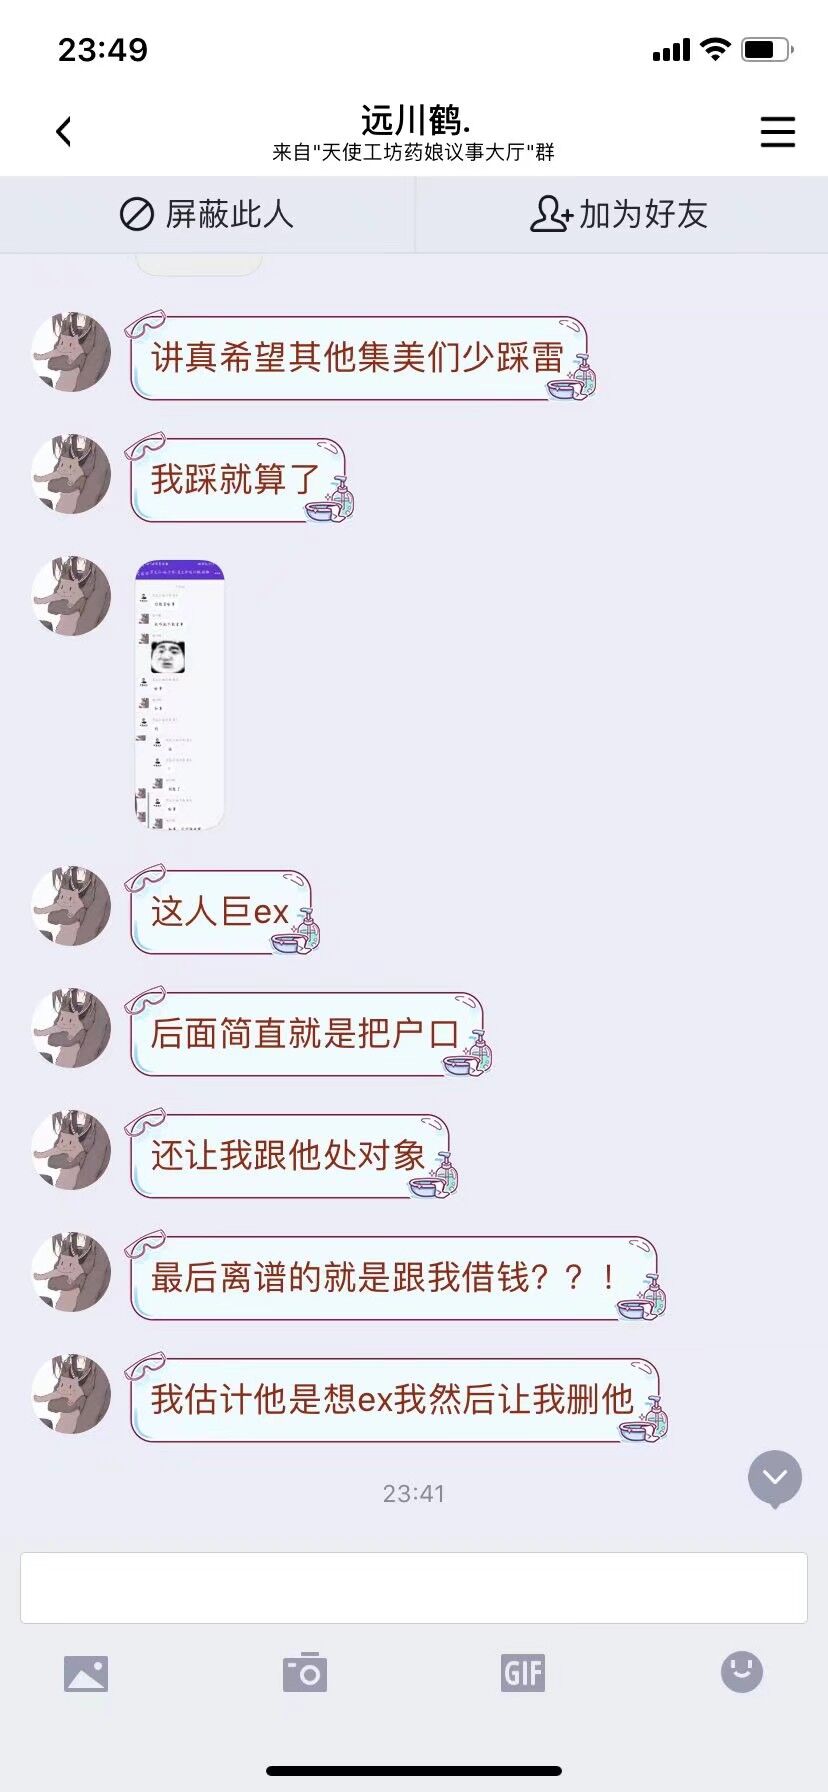 23:49
远川鹤.
来自"天使工坊药娘议事大厅"群
屏蔽此人
加为好友
讲真希望其他集美们少踩雷
我踩就算了
这人巨ex
后面简直就是把户口
还让我跟他处对象
最后离谱的就是跟我借钱？？！
我估计他是想ex我然后让我删他
23:41
GIF